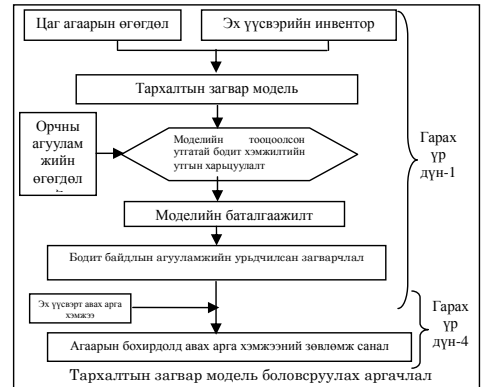 Цаг агаарын өгөгдөл
Эх үүсвэрийн инвентор
Тархалтын загвар модель
Орчны
агуулам
жийн
өгөгдөл
Моделийн тооцоолсон
утгатай бодит хэмжилтийн
утгын харьцуулалт
Моделийн баталгаажилт
Бодит байдлын агууламжийн урьдчилсан загварчлал
Гарах
үр
дүн-1
Эх үүсвэрт авах арга
хэмжээ
Агаарын бохирдолд авах арга хэмжээний зөвлөмж санал
Гарах
үр
дүн-4
Тархалтын загвар модель боловсруулах аргачлал